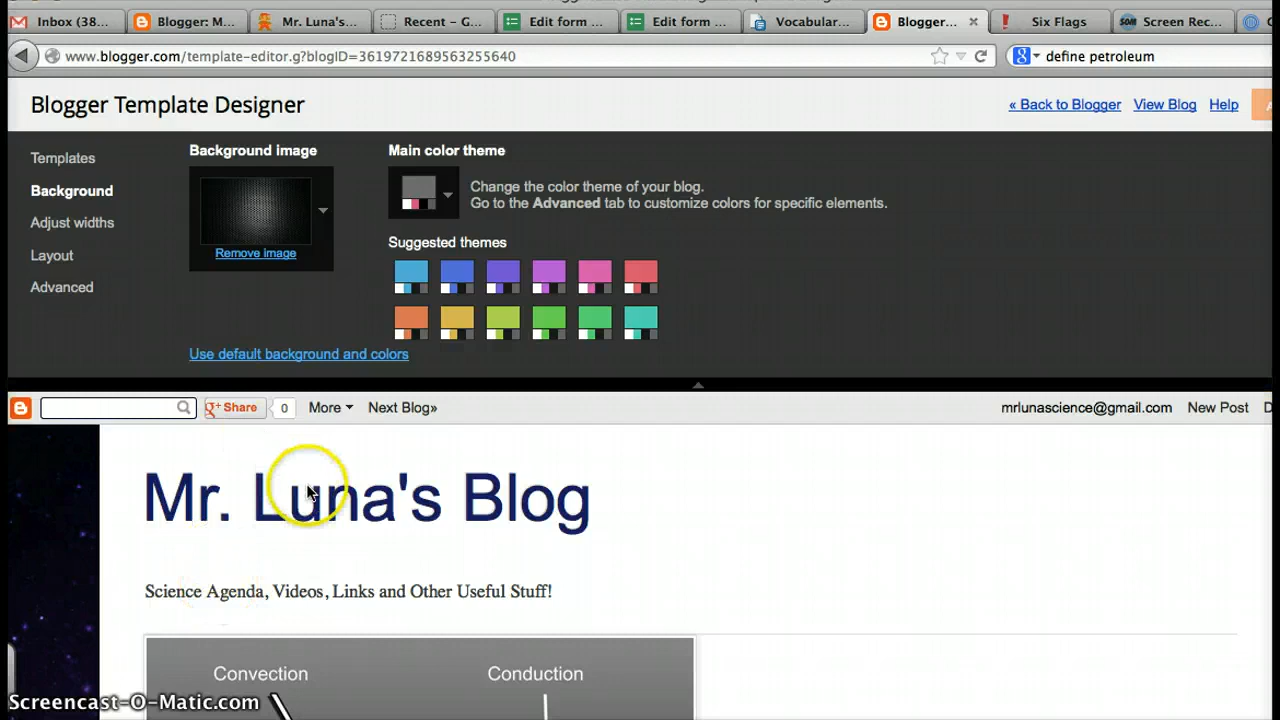 Inbox (38...
Blogger: M...
Mr. Luna's...
Recent – G...
Edit form ...
Edit form ...
Vocabular...
Blogger...
Six Flags
Screen Rec...
www.blogger.com/template-editor.g?blogID=3619721689563255640
define petroleum
Blogger Template Designer
« Back to Blogger
View Blog
Help
Templates
Background
Adjust widths
Layout
Advanced
Background image
Remove image
Main color theme
Change the color theme of your blog.
Go to the Advanced tab to customize colors for specific elements.
Suggested themes
Use default background and colors
Share
0
More
Next Blog»
mrlunascience@gmail.com
New Post
Mr. Luna's Blog
Science Agenda, Videos, Links and Other Useful Stuff!
Convection
Conduction
Screencast-O-Matic.com